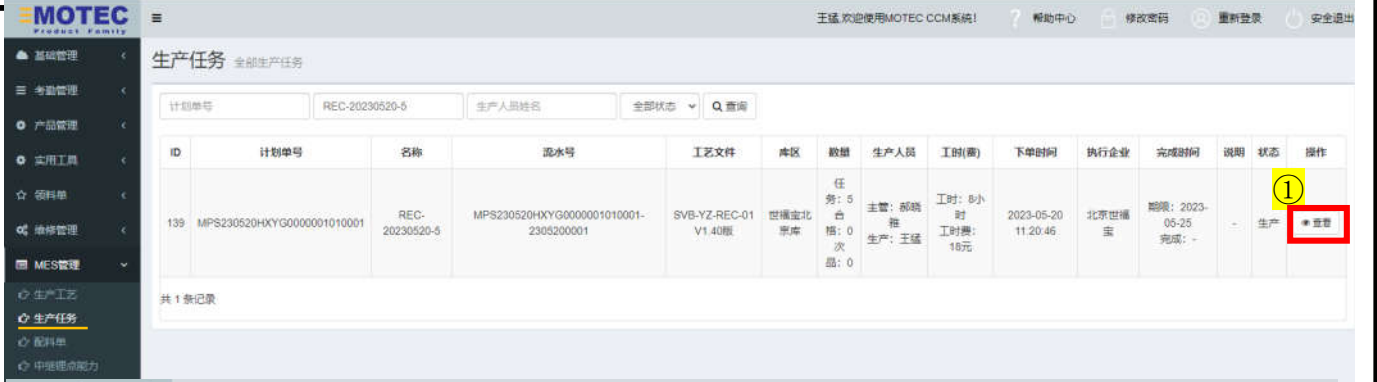 MOTEC
Product Family
王猛,欢迎使用MOTEC CCM系统!
帮助中心
修改密码
重新登录
安全退出
基础管理
考勤管理
产品管理
实用工具
领料单
维修管理
MES管理
生产工艺
生产任务
配料单
中继锂点能力
生产任务 全部生产任务
计划单号
REC-20230520-5
生产人员姓名
全部状态
查询
ID 计划单号 名称 流水号 工艺文件 库区 数量 生产人员 工时(费) 下单时间 执行企业 完成时间 说明 状态 操作
139
MPS230520HXYG0000001010001
REC-
20230520-5
MPS230520HXYG0000001010001-
2305200001
SVB-YZ-REC-01
V1.40版
世福宝北
京库
任
务:5
合
格:0
次
品:0
主管:郝晓
雅
生产:王猛
工时:8小
时
工时费:
18元
2023-05-20
11:20:46
北京世福
宝
期限:2023-
05-25
完成:-
-
生产
①
查看
共 1 条记录